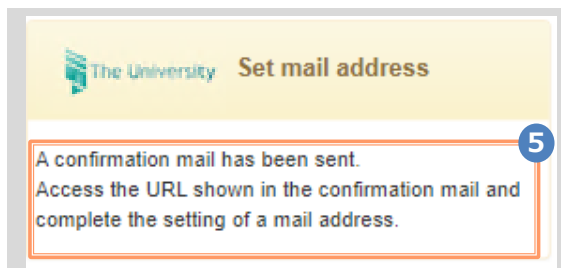 The University Set mail address
5
A confirmation mail has been sent.
Access the URL shown in the confirmation mail and
complete the setting of a mail address.